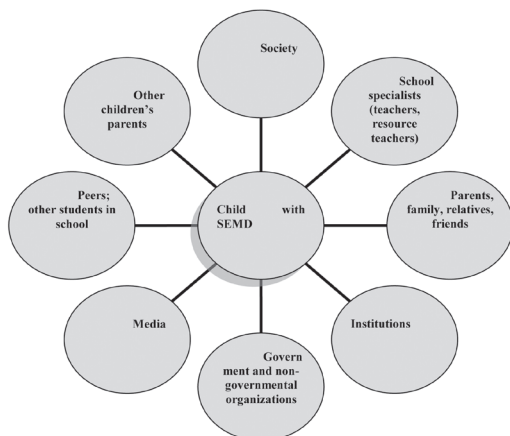 Society
Other
children's
parents
School
specialists
(teachers,
resource
teachers)
Peers;
other students in
school
Child with
SEMD
Parents,
family, relatives,
friends
Media
Institutions
Govern
ment and non-
governmental
organizations